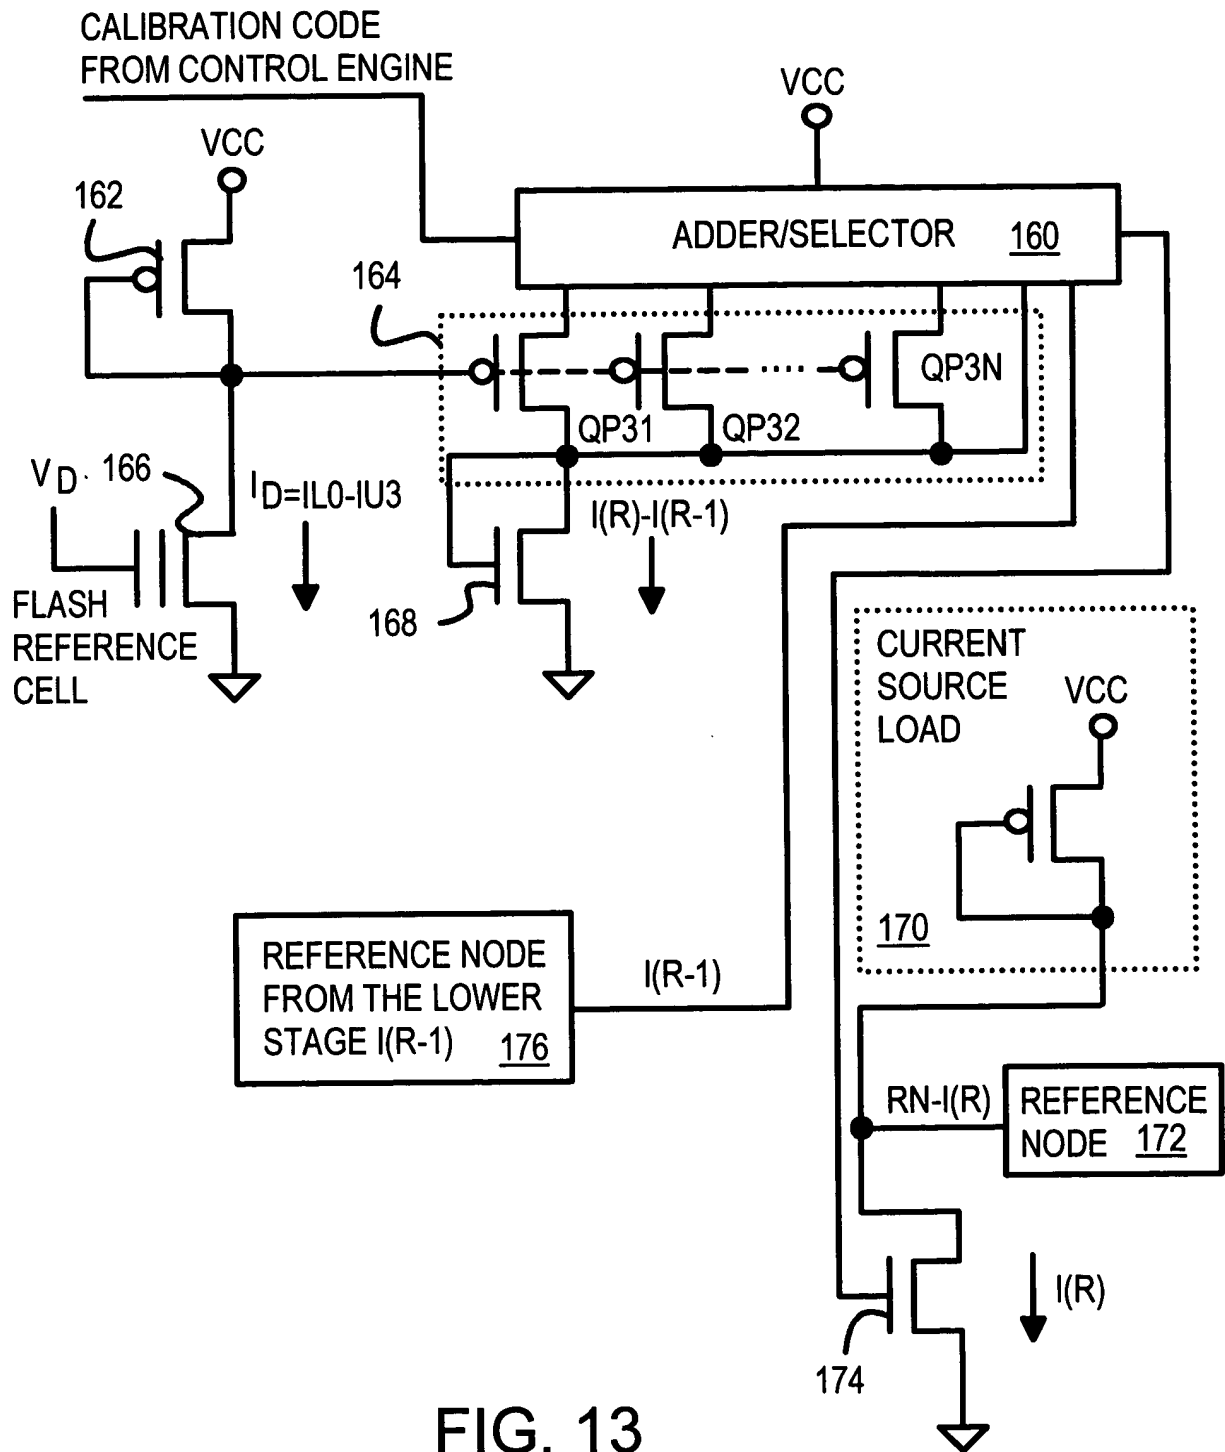 CALIBRATION CODE
FROM CONTROL ENGINE
VCC
VCC
162
ADDER/SELECTOR 160
164
QP3N
QP31
QP32
VD
166
ID=IL0-IU3
I(R)-I(R-1)
FLASH
REFERENCE
CELL
168
CURRENT
SOURCE
LOAD
VCC
170
REFERENCE NODE
FROM THE LOWER
STAGE I(R-1) 176
I(R-1)
RN-I(R)
REFERENCE
NODE 172
I(R)
174
FIG. 13